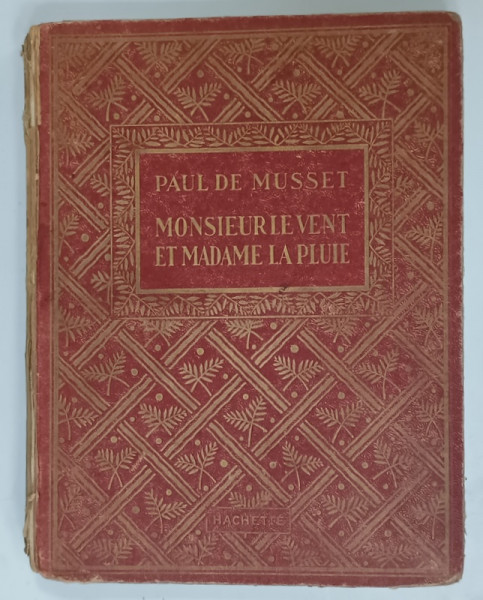 PAUL DE MUSSET
MONSIEUR LE VENT
ET MADAME LA PLUIE
HACHETTE